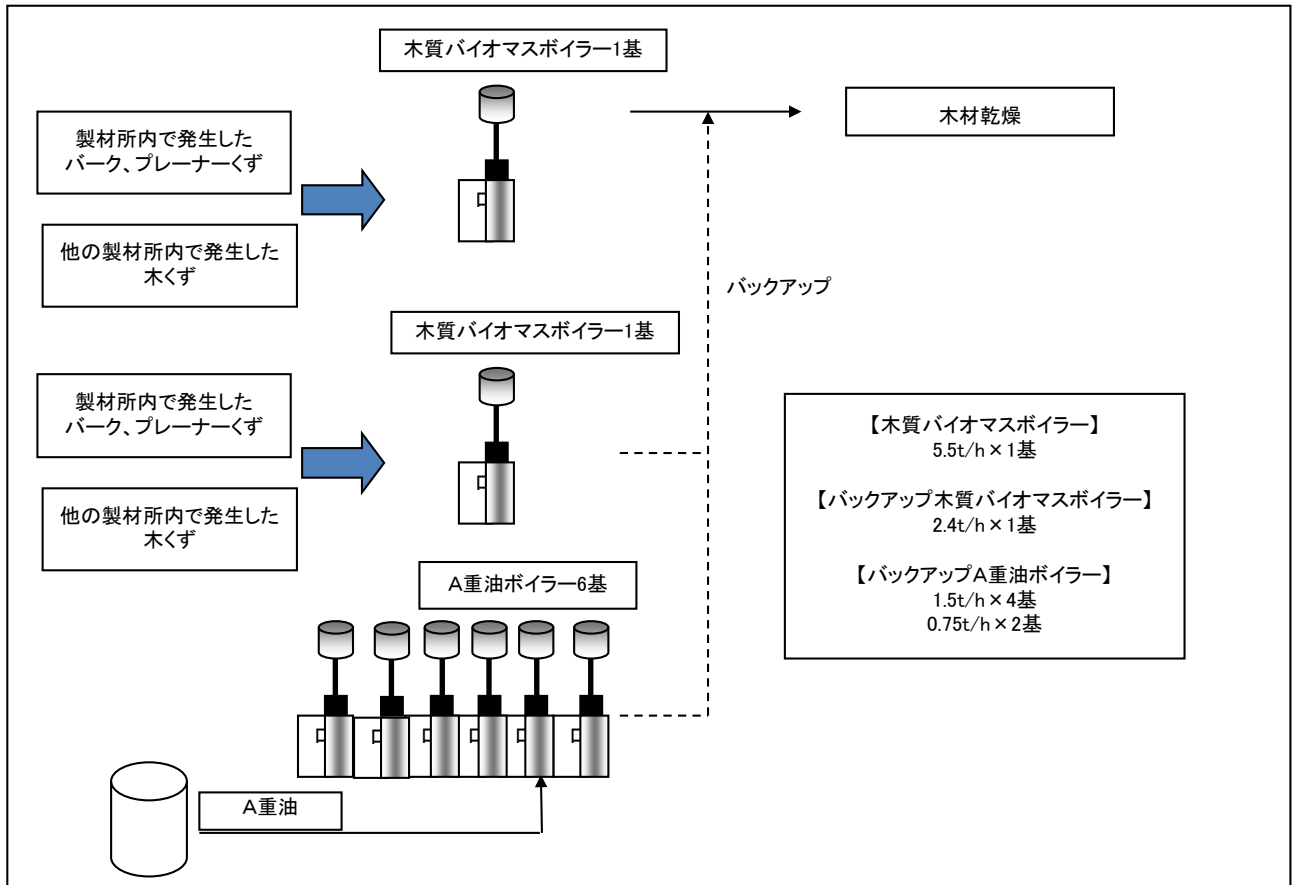 木質バイオマスボイラー1基
製材所内で発生した
バーク、プレーナーくず
木材乾燥
他の製材所内で発生した
木くず
バックアップ
木質バイオマスボイラー1基
製材所内で発生した
バーク、プレーナーくず
他の製材所内で発生した
木くず
【木質バイオマスボイラー】
5.5t/h×1基
【バックアップ木質バイオマスボイラー】
2.4t/h×1基
【バックアップA重油ボイラー】
1.5t/h×4基
0.75t/h×2基
A重油ボイラー6基
A重油